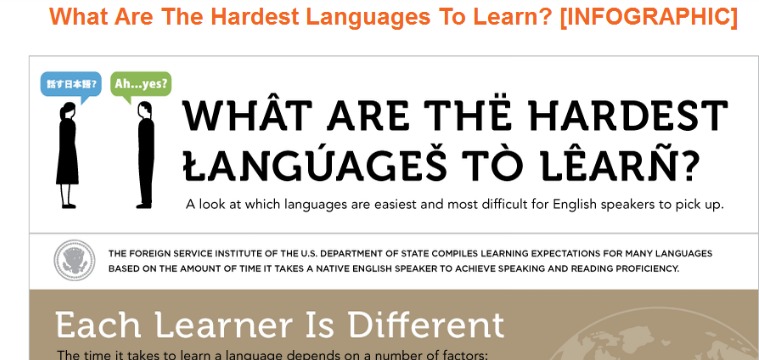 What Are The Hardest Languages To Learn? [INFOGRAPHIC]
話す日本語?
Ah...yes?
WHÂT ARE THË HARDEST
ŁANGÚAGEŠ TÒ LÊARÑ?
A look at which languages are easiest and most difficult for English speakers to pick up.
THE FOREIGN SERVICE INSTITUTE OF THE U.S. DEPARTMENT OF STATE COMPILES LEARNING EXPECTATIONS FOR MANY LANGUAGES
BASED ON THE AMOUNT OF TIME IT TAKES A NATIVE ENGLISH SPEAKER TO ACHIEVE SPEAKING AND READING PROFICIENCY.
Each Learner Is Different
The time it takes to learn a language depends on a number of factors: